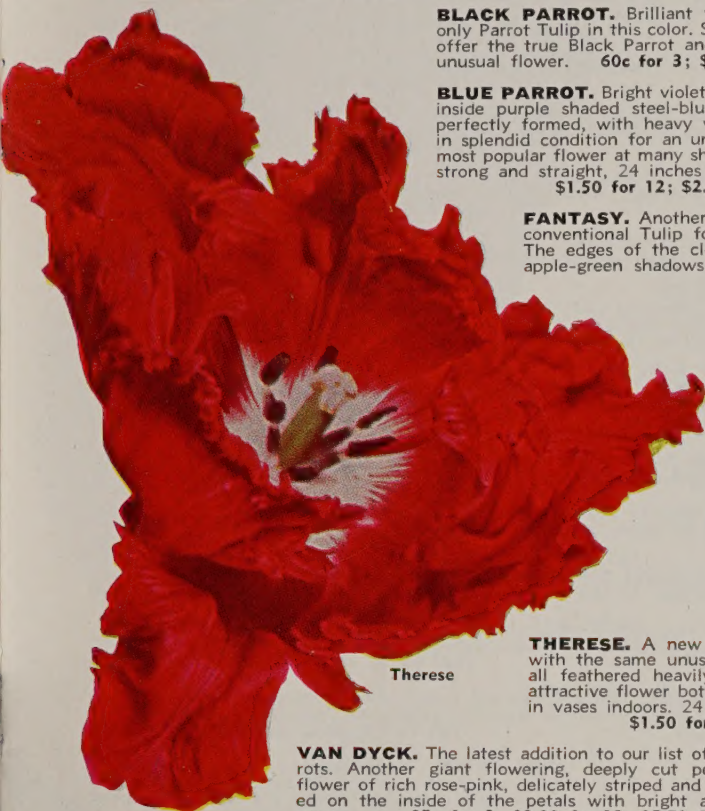 BLACK PARROT. Brilliant
only Parrot Tulip in this color. S
offer the true Black Parrot an
unusual flower. 60c for 3; $
BLUE PARROT. Bright violet
inside purple shaded steel-blu
perfectly formed, with heavy
in splendid condition for an u
most popular flower at many sh
strong and straight, 24 inches
$1.50 for 12; $2.
FANTASY. Another
conventional Tulip fo
The edges of the cl
apple-green shadows
Therese
THERESE. A new
with the same unus
all feathered heavily
attractive flower bot
in vases indoors. 24
$1.50 for
VAN DYCK. The latest addition to our list of
rots. Another giant flowering, deeply cut pe
flower of rich rose-pink, delicately striped and
ed on the inside of the petals with bright a